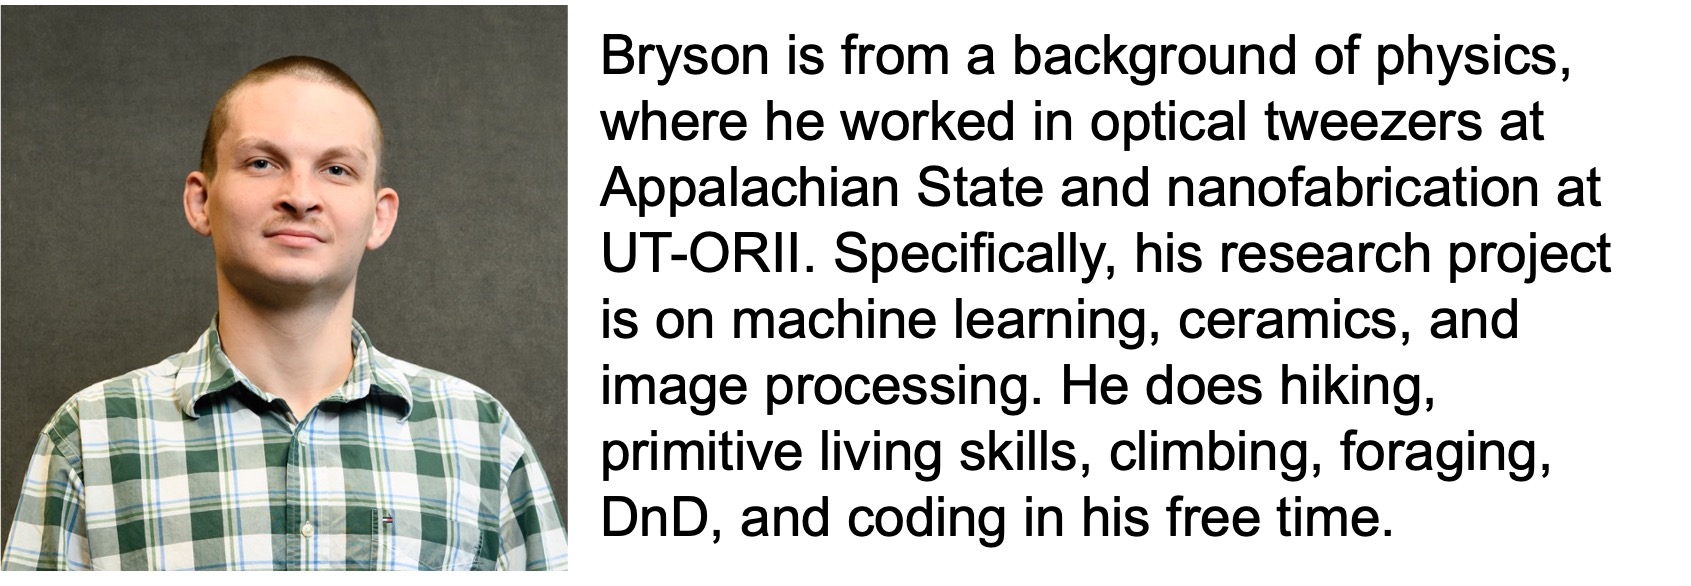 Bryson is from a background of physics,
where he worked in optical tweezers at
Appalachian State and nanofabrication at
UT-ORII. Specifically, his research project
is on machine learning, ceramics, and
image processing. He does hiking,
primitive living skills, climbing, foraging,
DnD, and coding in his free time.